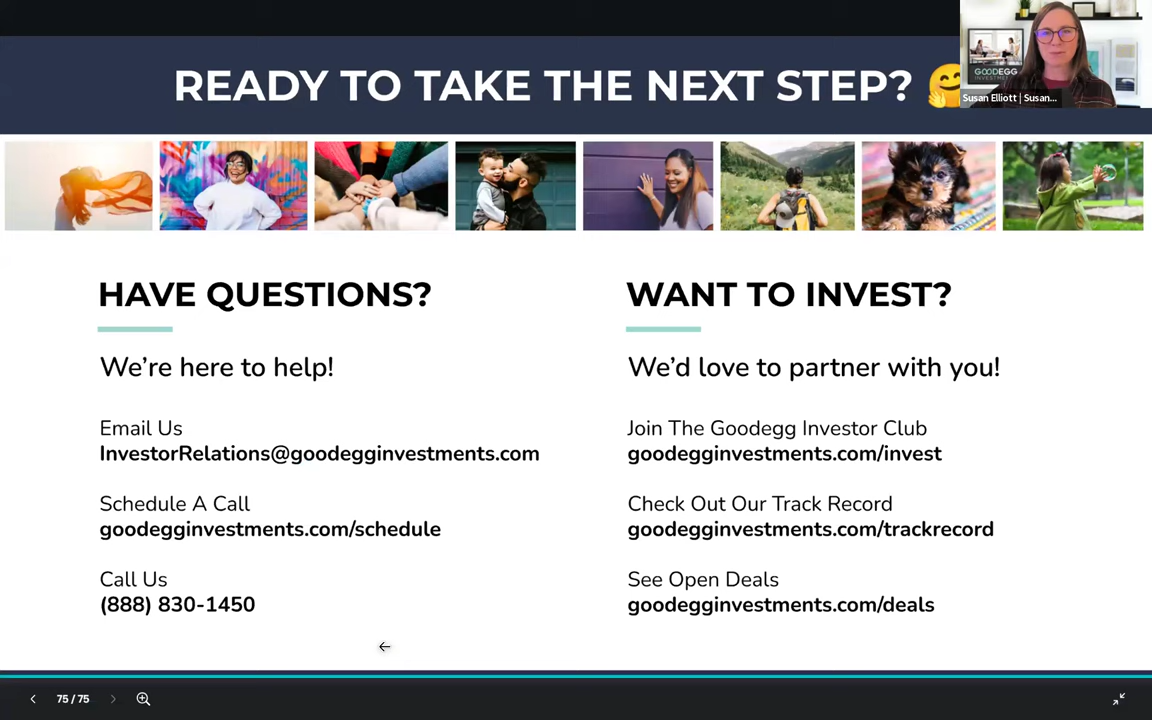 READY TO TAKE THE NEXT STEP? 🤗
GOODEGG
Susan Elliott | Susan...
HAVE QUESTIONS?
We're here to help!
Email Us
InvestorRelations@goodegginvestments.com
Schedule A Call
goodegginvestments.com/schedule
Call Us
(888) 830-1450
WANT TO INVEST?
We'd love to partner with you!
Join The Goodegg Investor Club
goodegginvestments.com/invest
Check Out Our Track Record
goodegginvestments.com/trackrecord
See Open Deals
goodegginvestments.com/deals
75 / 75